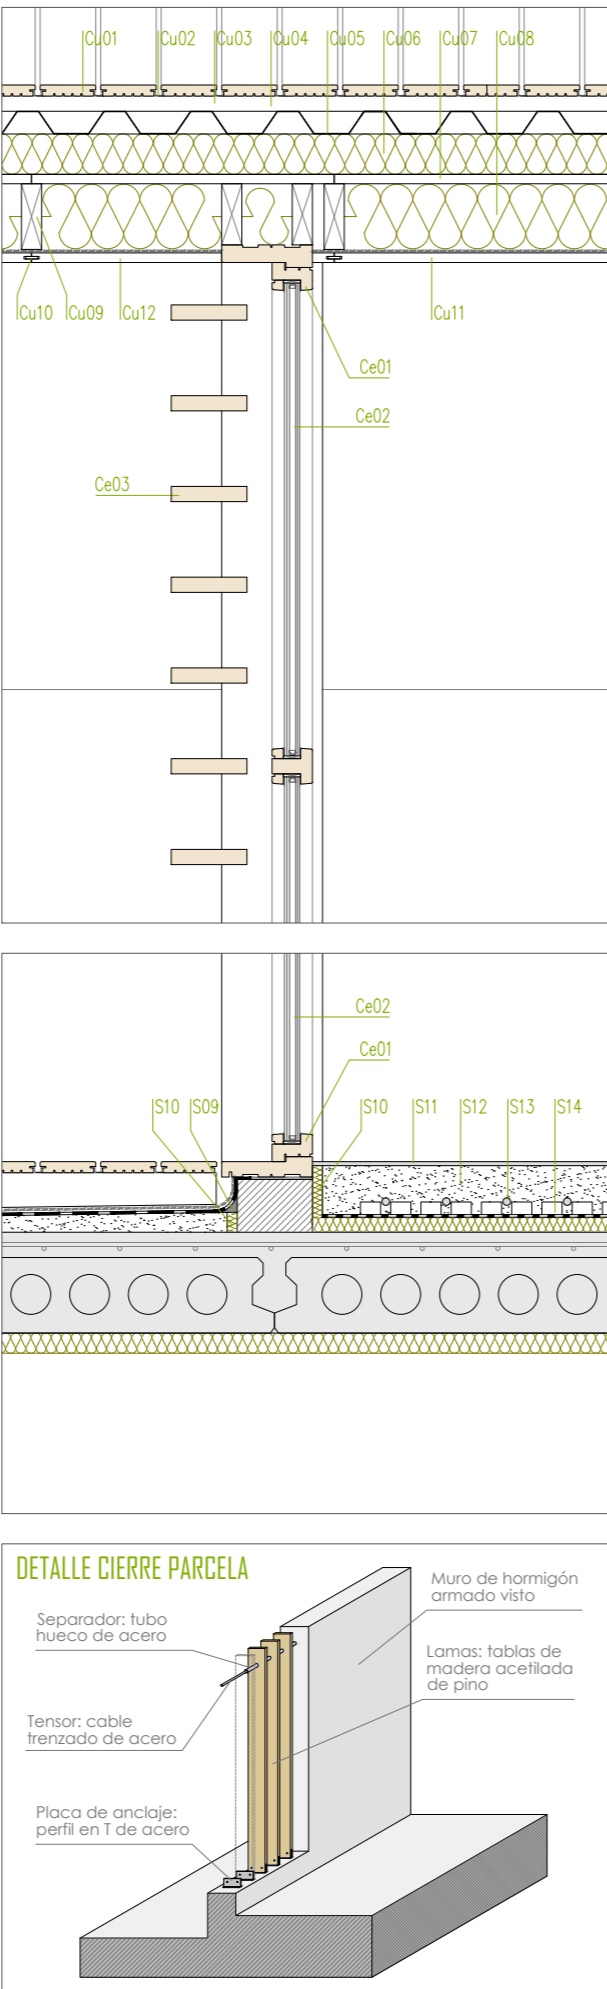 Cu01 Cu02 Cu03 Cu04 Cu05 Cu06 Cu07 Cu08
Cu10 Cu09 Cu12 Cu11
Ce01
Ce02
Ce03
Ce02
Ce01
S10 S09 S10 S11 S12 S13 S14
DETALLE CIERRE PARCELA
Separador: tubo
hueco de acero
Muro de hormigón
armado visto
Lamas: tablas de
madera acetilada
de pino
Tensor: cable
trenzado de acero
Placa de anclaje:
perfil en T de acero